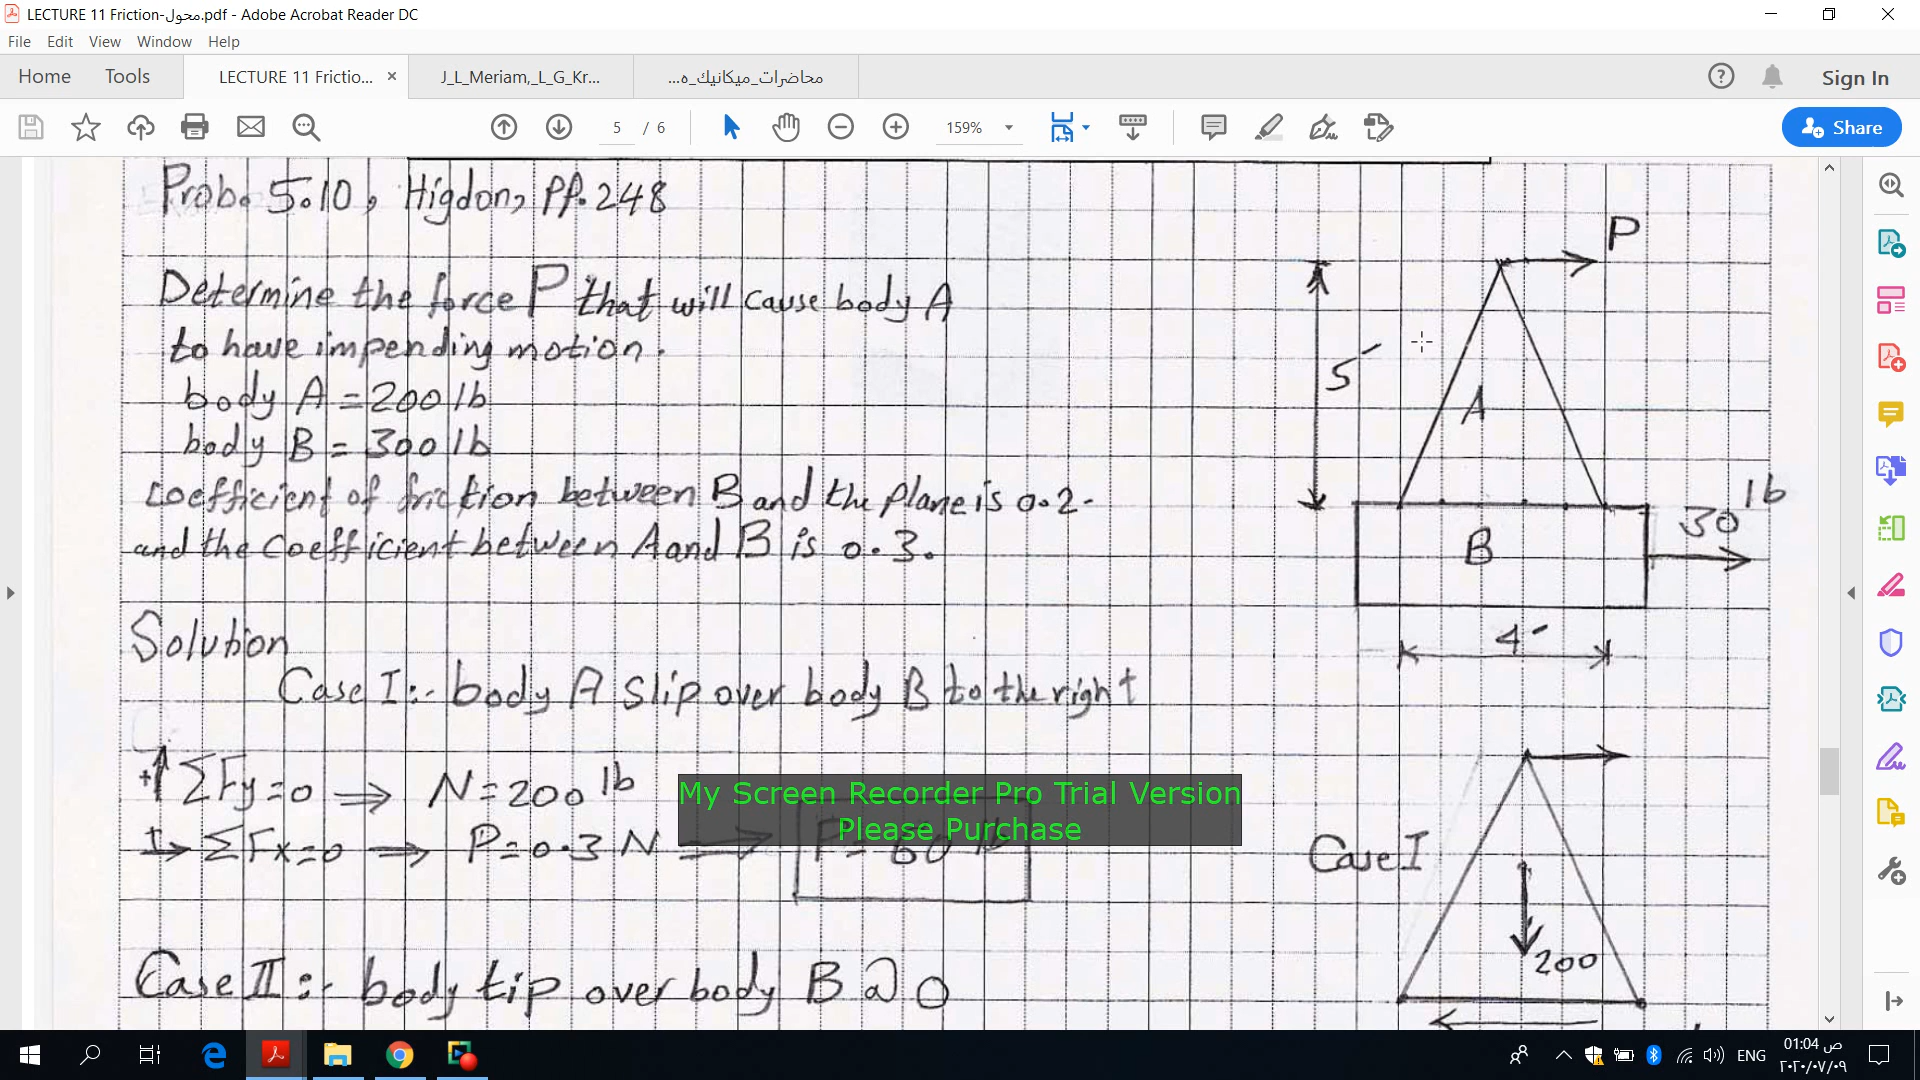 LECTURE 11 Friction-محول.pdf - Adobe Acrobat Reader DC
File Edit View Window Help
Home Tools LECTURE 11 Frictio... × J_L_Meriam,_L_G_Kr... محاضرات_ميكانيك_ه...
Sign In
5 / 6 159% Share
Prob. 5.10, Higdon, PP. 248
P
Determine the force P that will cause body A
to have impending motion.
5'
body A = 200 lb
A
body B = 300 lb
coefficient of friction between B and the plane is 0.2.
30 lb
and the coefficient between A and B is 0.3.
B
Solution
4'
Case I:- body A slip over body B to the right
+ ΣFy=0 ⟹ N=200 lb
My Screen Recorder Pro Trial Version
Please Purchase
+ ΣFx=0 ⟹ P=0.3 N ⟹ P= 60 lb
Case I
200
Case II:- body tip over body B @ O
ENG
01:04 ص
٢٠٢٠/٠٧/٠٩